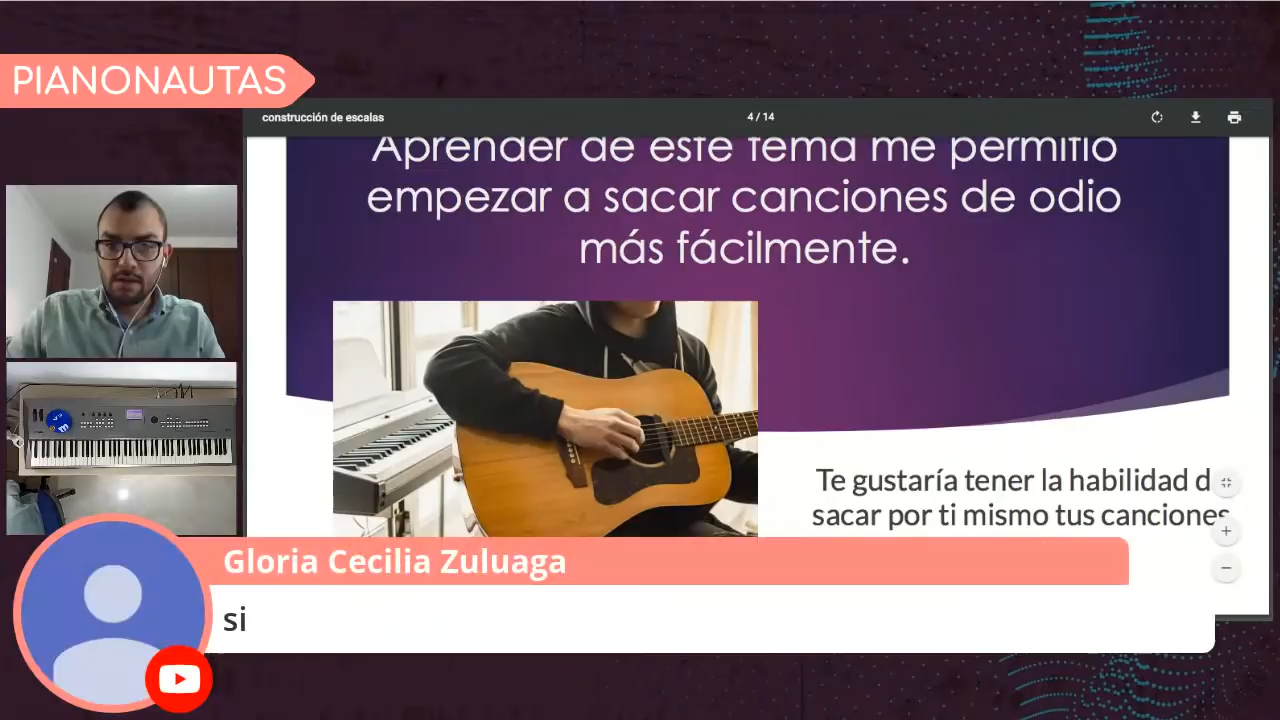 PIANONAUTAS
construcción de escalas
4 / 14
Aprender de este tema me permitió
empezar a sacar canciones de odio
más fácilmente.
Te gustaría tener la habilidad d
sacar por ti mismo tus canciones
Gloria Cecilia Zuluaga
si